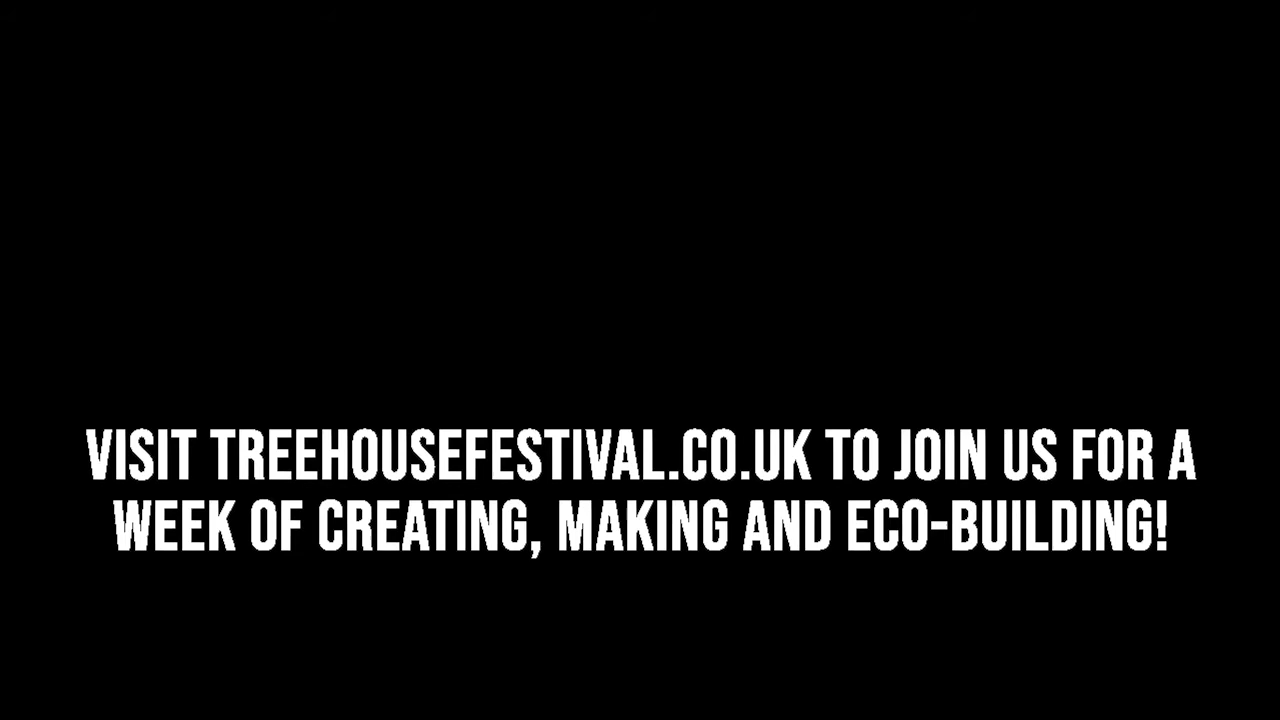 VISIT TREEHOUSEFESTIVAL.CO.UK TO JOIN US FOR A
WEEK OF CREATING, MAKING AND ECO-BUILDING!